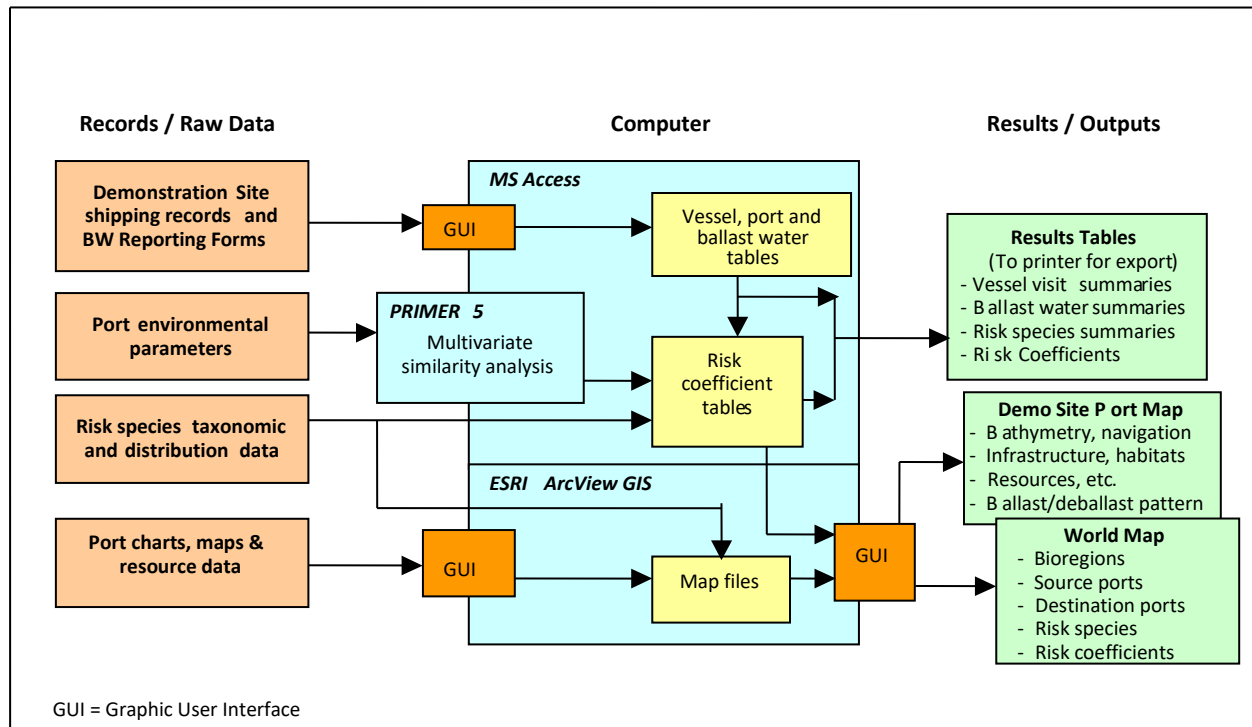 Records / Raw Data
Computer
Results / Outputs
Demonstration Site
shipping records and
BW Reporting Forms
Port environmental
parameters
Risk species taxonomic
and distribution data
Port charts, maps &
resource data
MS Access
GUI
Vessel, port and
ballast water
tables
PRIMER 5
Multivariate
similarity analysis
Risk
coefficient
tables
ESRI ArcView GIS
GUI
Map files
GUI
Results Tables
(To printer for export)
- Vessel visit summaries
- B allast water summaries
- Risk species summaries
- Ri sk Coefficients
Demo Site P ort Map
- B athymetry, navigation
- Infrastructure, habitats
- Resources, etc.
- B allast/deballast pattern
World Map
- Bioregions
- Source ports
- Destination ports
- Risk species
- Risk coefficients
GUI = Graphic User Interface